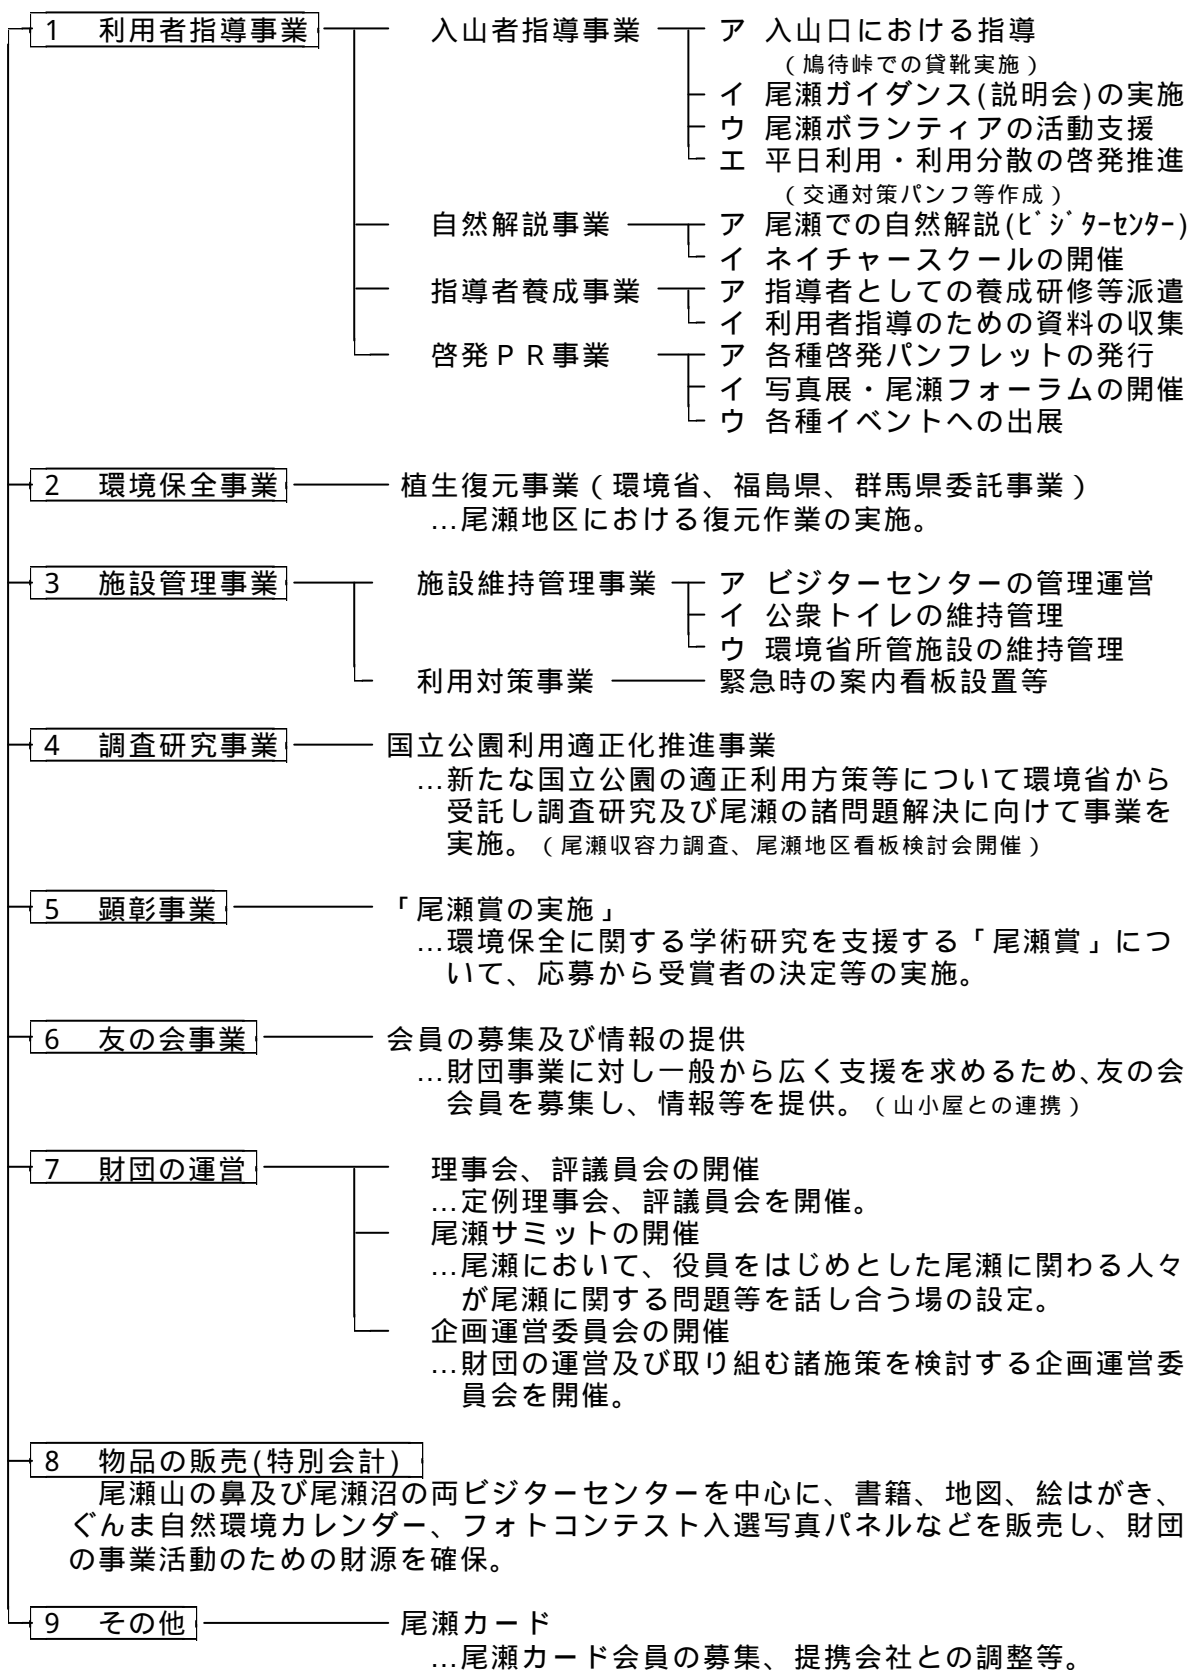 1 利用者指導事業 入山者指導事業 ア 入山口における指導
(鳩待峠での貸靴実施)
イ 尾瀬ガイダンス(説明会)の実施
ウ 尾瀬ボランティアの活動支援
エ 平日利用・利用分散の啓発推進
(交通対策パンフ等作成)
自然解説事業 ア 尾瀬での自然解説(ﾋﾞｼﾞﾀｰｾﾝﾀｰ)
イ ネイチャースクールの開催
指導者養成事業 ア 指導者としての養成研修等派遣
イ 利用者指導のための資料の収集
啓発PR事業 ア 各種啓発パンフレットの発行
イ 写真展・尾瀬フォーラムの開催
ウ 各種イベントへの出展
2 環境保全事業 植生復元事業(環境省、福島県、群馬県委託事業)
…尾瀬地区における復元作業の実施。
3 施設管理事業 施設維持管理事業 ア ビジターセンターの管理運営
イ 公衆トイレの維持管理
ウ 環境省所管施設の維持管理
利用対策事業 緊急時の案内看板設置等
4 調査研究事業 国立公園利用適正化推進事業
…新たな国立公園の適正利用方策等について環境省から
受託し調査研究及び尾瀬の諸問題解決に向けて事業を
実施。(尾瀬収容力調査、尾瀬地区看板検討会開催)
5 顕彰事業 「尾瀬賞の実施」
…環境保全に関する学術研究を支援する「尾瀬賞」につ
いて、応募から受賞者の決定等の実施。
6 友の会事業 会員の募集及び情報の提供
…財団事業に対し一般から広く支援を求めるため、友の会
会員を募集し、情報等を提供。(山小屋との連携)
7 財団の運営 理事会、評議員会の開催
…定例理事会、評議員会を開催。
尾瀬サミットの開催
…尾瀬において、役員をはじめとした尾瀬に関わる人々
が尾瀬に関する問題等を話し合う場の設定。
企画運営委員会の開催
…財団の運営及び取り組む諸施策を検討する企画運営委
員会を開催。
8 物品の販売(特別会計)
尾瀬山の鼻及び尾瀬沼の両ビジターセンターを中心に、書籍、地図、絵はがき、
ぐんま自然環境カレンダー、フォトコンテスト入選写真パネルなどを販売し、財団
の事業活動のための財源を確保。
9 その他 尾瀬カード
…尾瀬カード会員の募集、提携会社との調整等。